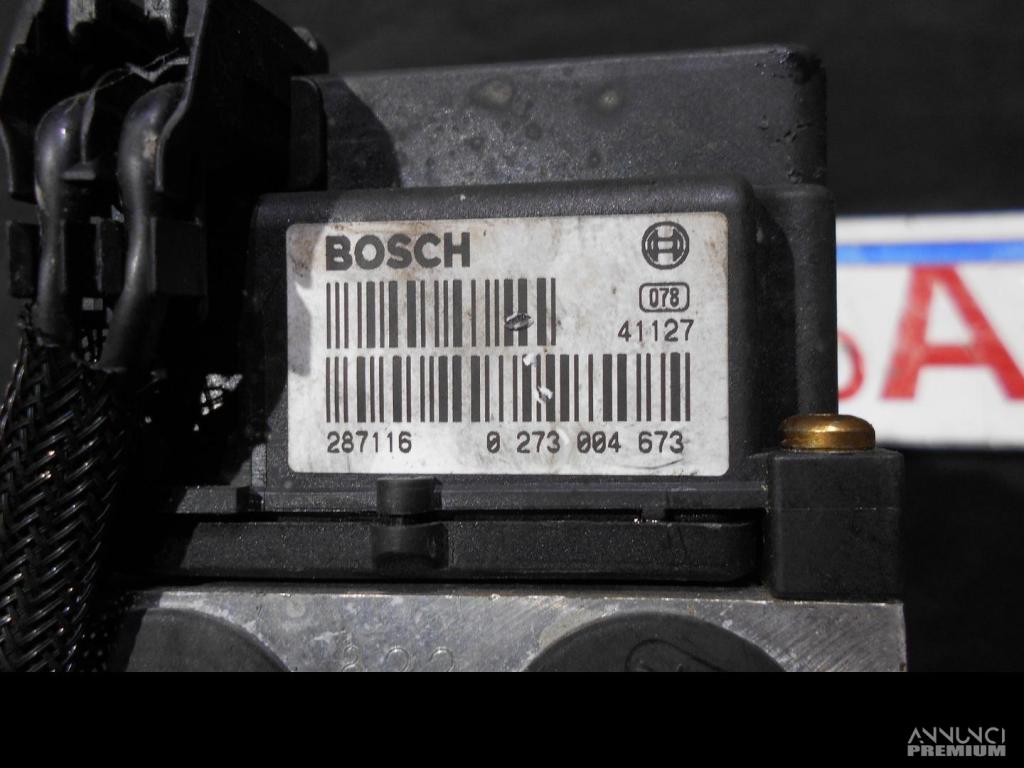 BOSCH
078
41127
287116 0 273 004 673
A
ANNUNCI
PREMIUM